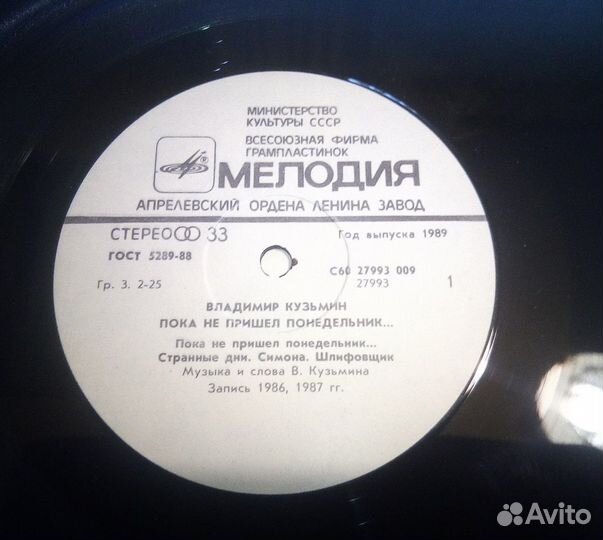 МИНИСТЕРСТВО
КУЛЬТУРЫ СССР
ВСЕСОЮЗНАЯ ФИРМА
ГРАМПЛАСТИНОК
МЕЛОДИЯ
АПРЕЛЕВСКИЙ ОРДЕНА ЛЕНИНА ЗАВОД
СТЕРЕО 33 Год выпуска 1989
ГОСТ 5289-88
С60 27993 009
Гр. 3. 2-25 27993 1
ВЛАДИМИР КУЗЬМИН
ПОКА НЕ ПРИШЕЛ ПОНЕДЕЛЬНИК...
Пока не пришел понедельник...
Странные дни. Симона. Шлифовщик
Музыка и слова В. Кузьмина
Запись 1986, 1987 гг.
Avito